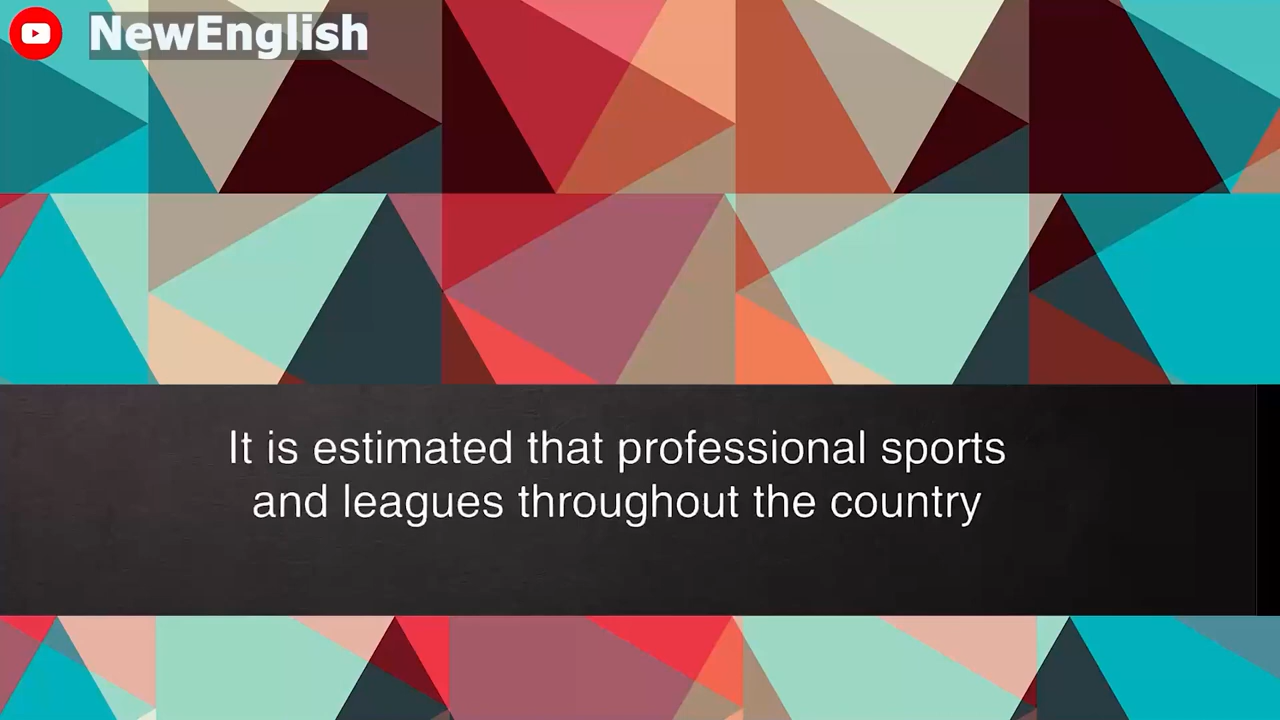 NewEnglish
It is estimated that professional sports
and leagues throughout the country